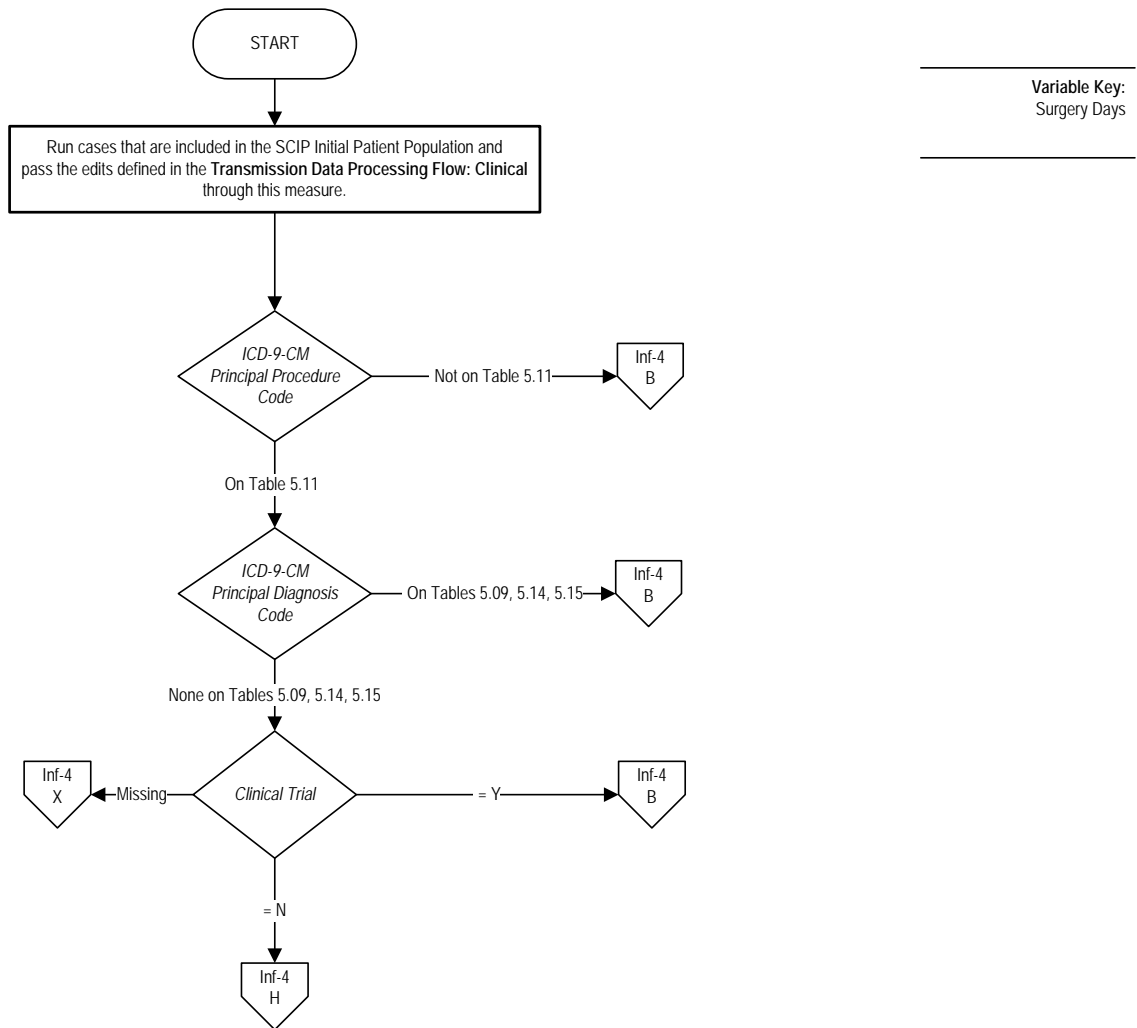 START
Variable Key:
Surgery Days
Run cases that are included in the SCIP Initial Patient Population and
pass the edits defined in the Transmission Data Processing Flow: Clinical
through this measure.
ICD-9-CM
Principal Procedure
Code
Not on Table 5.11
Inf-4
B
On Table 5.11
ICD-9-CM
Principal Diagnosis
Code
On Tables 5.09, 5.14, 5.15
Inf-4
B
None on Tables 5.09, 5.14, 5.15
Inf-4
X
Missing
Clinical Trial
= Y
Inf-4
B
= N
Inf-4
H